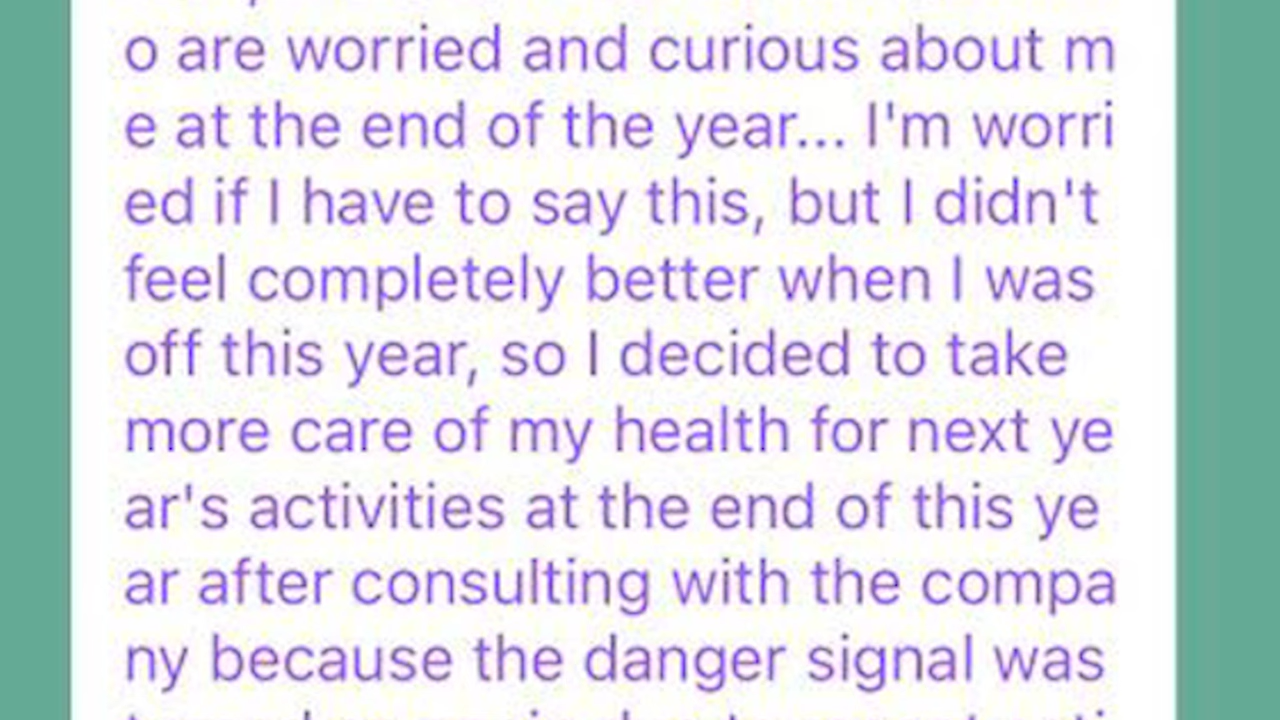 o are worried and curious about m
e at the end of the year... I'm worri
ed if I have to say this, but I didn't
feel completely better when I was
off this year, so I decided to take
more care of my health for next ye
ar's activities at the end of this ye
ar after consulting with the compa
ny because the danger signal was